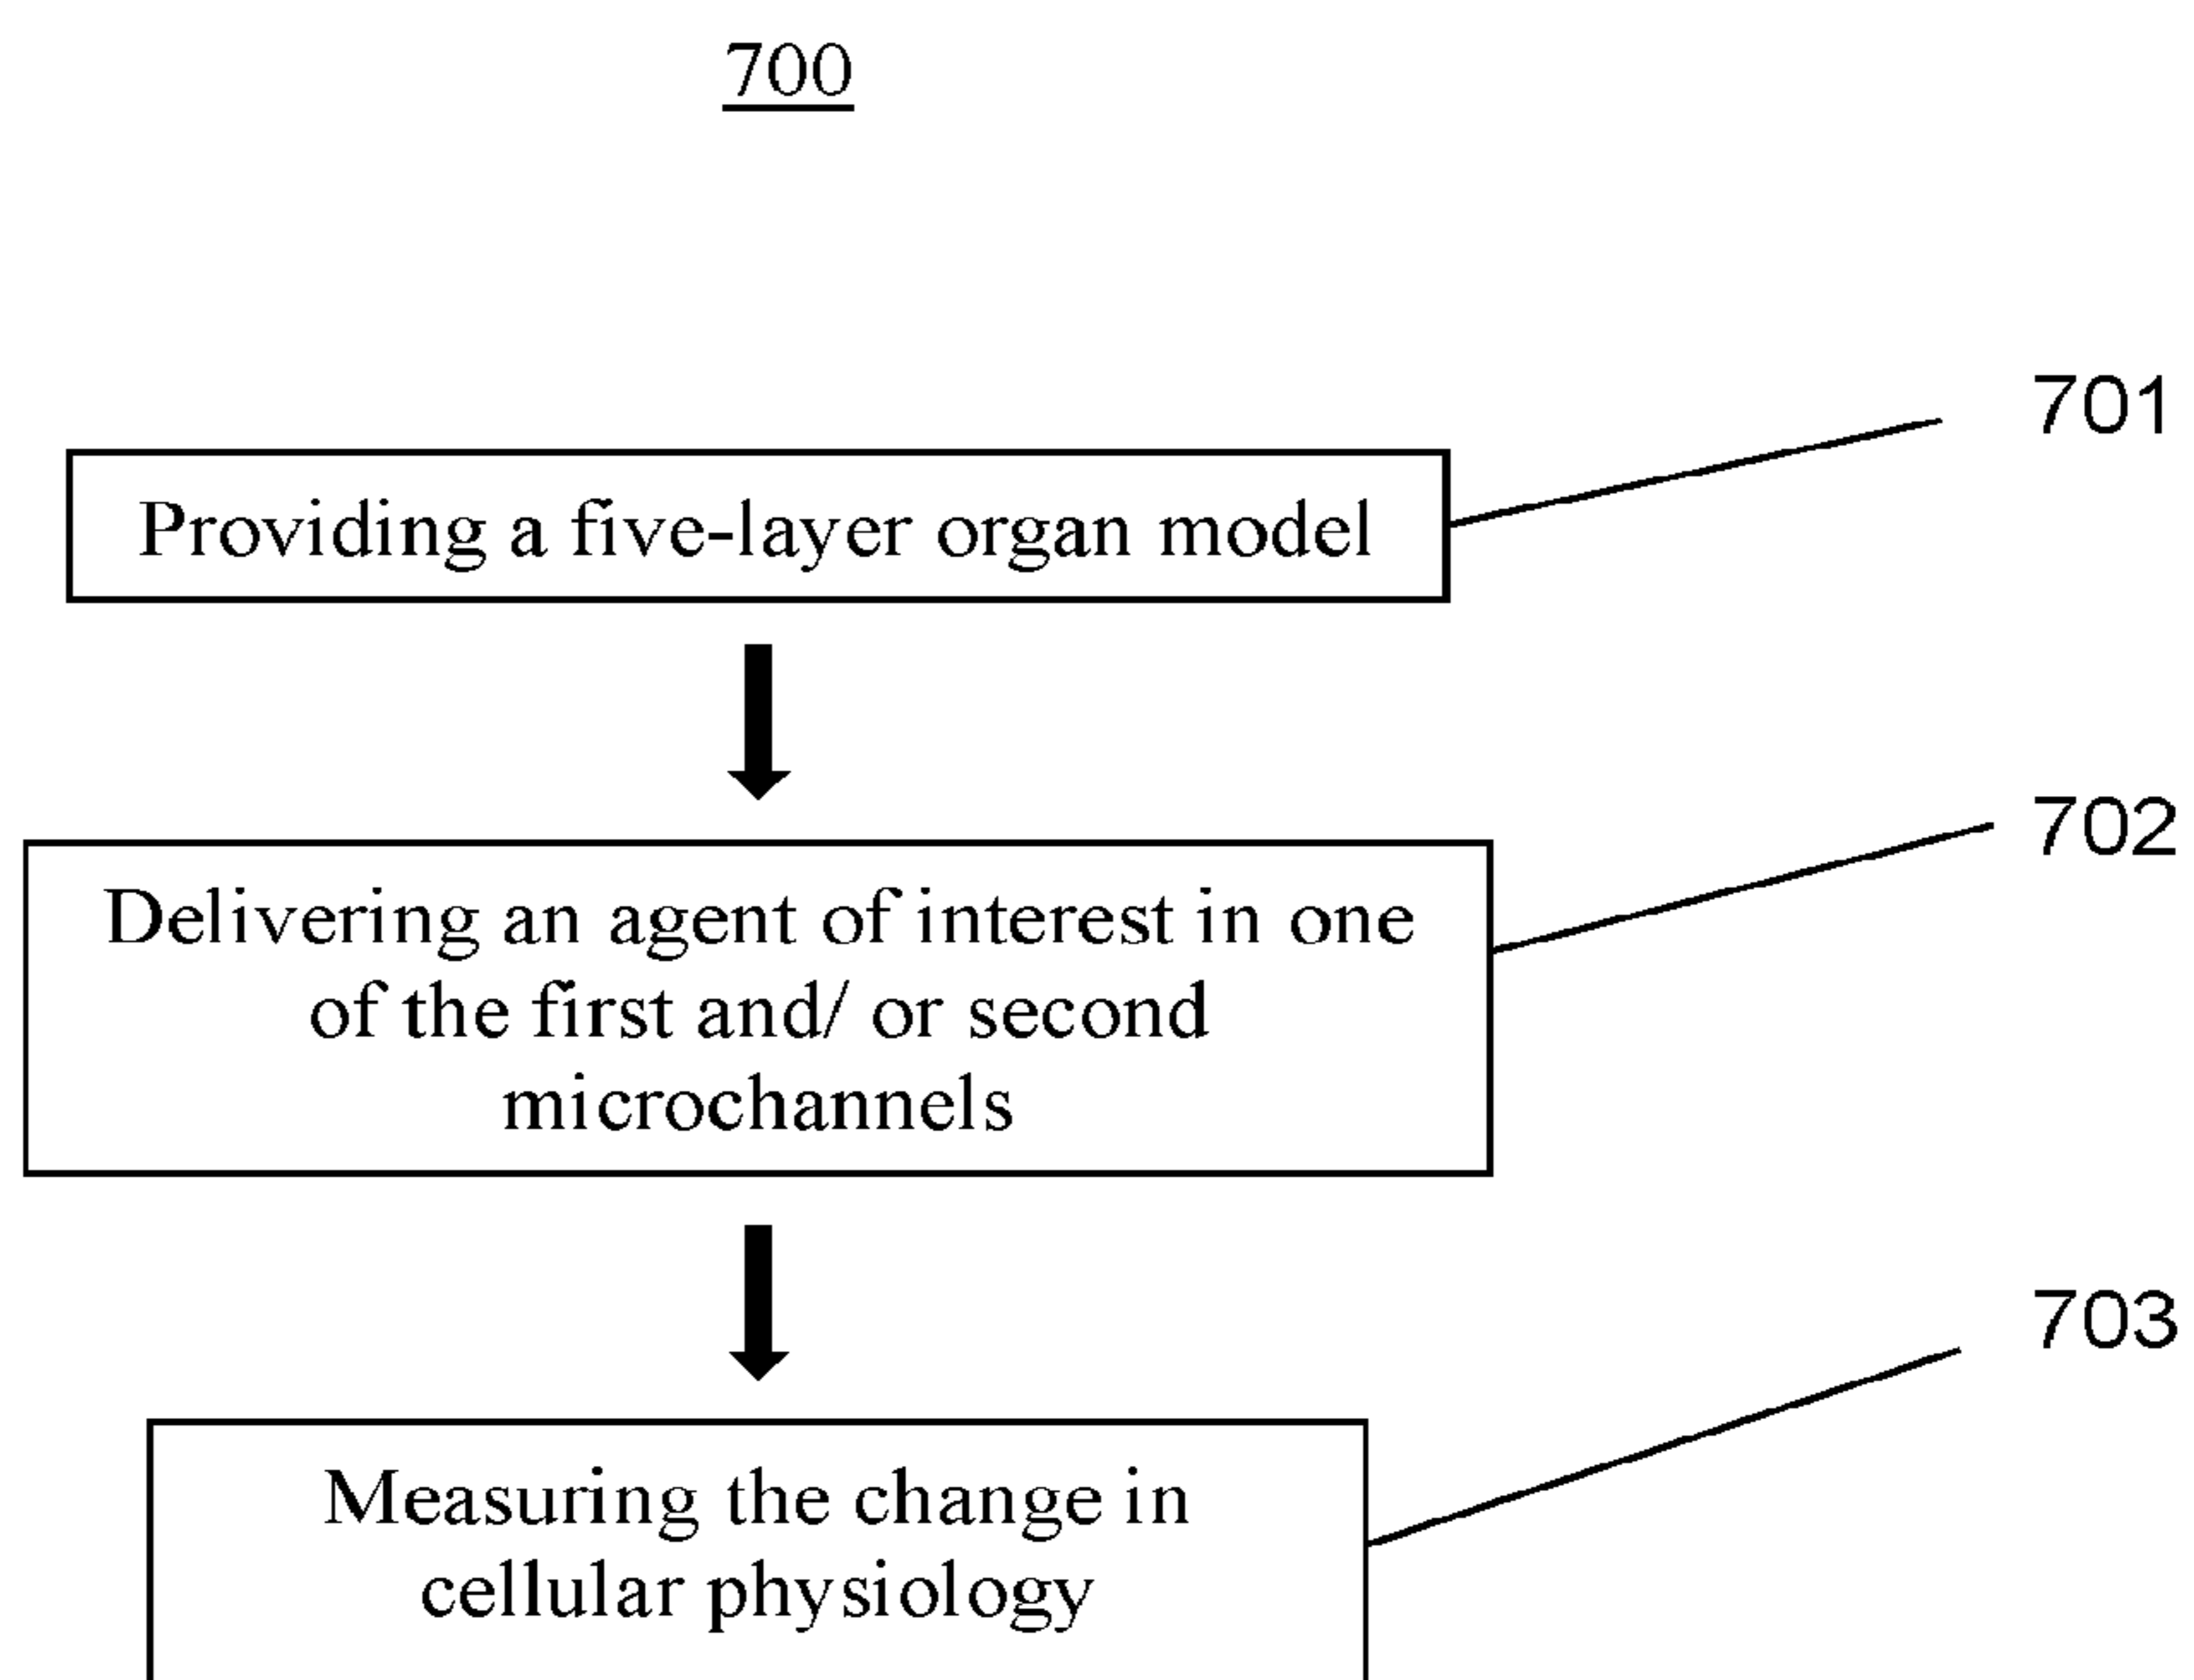 700
701
Providing a five-layer organ model
702
Delivering an agent of interest in one
of the first and/ or second
microchannels
703
Measuring the change in
cellular physiology